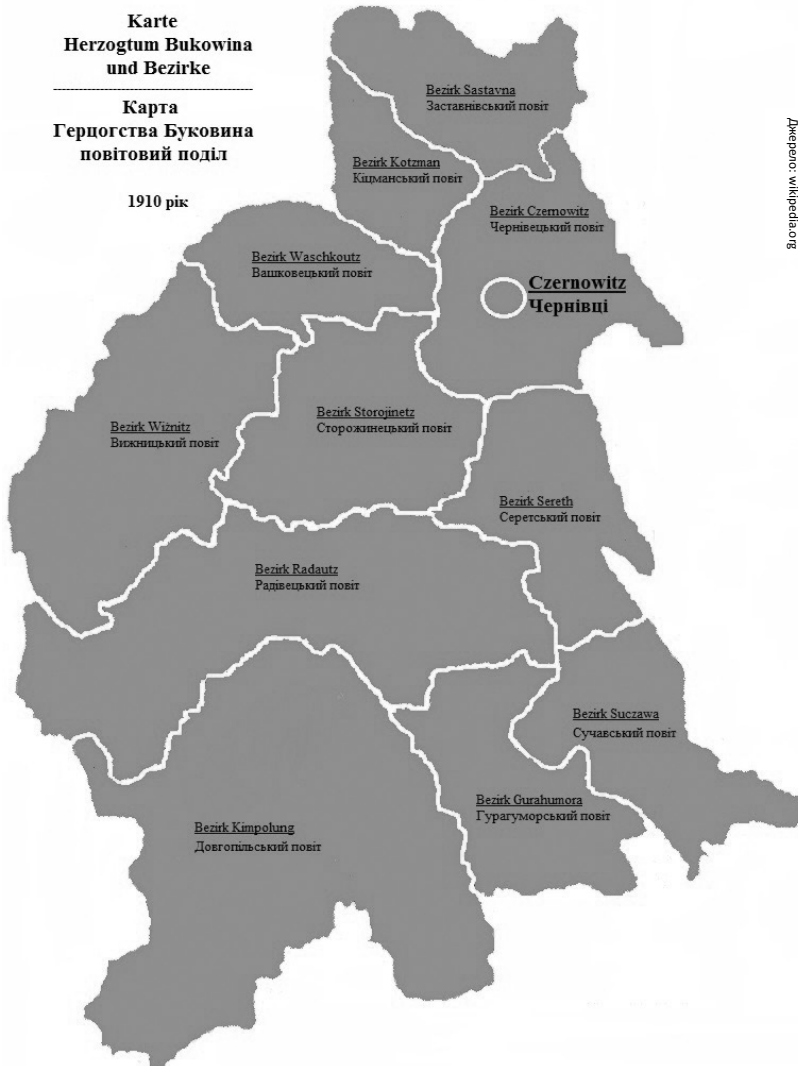 Karte
Herzogtum Bukowina
und Bezirke
Карта
Герцогства Буковина
повітовий поділ
1910 рік
Джерело: wikipedia.org
Bezirk Sastavna
Заставнівський повіт
Bezirk Kotzman
Кіцманський повіт
Bezirk Czernowitz
Чернівецький повіт
Bezirk Waschkoutz
Вашковецький повіт
Czernowitz
Чернівці
Bezirk Wiżnitz
Вижницький повіт
Bezirk Storojinetz
Сторожинецький повіт
Bezirk Sereth
Серетський повіт
Bezirk Radautz
Радівецький повіт
Bezirk Suczawa
Сучавський повіт
Bezirk Gurahumora
Гурагуморський повіт
Bezirk Kimpolung
Довгопільський повіт